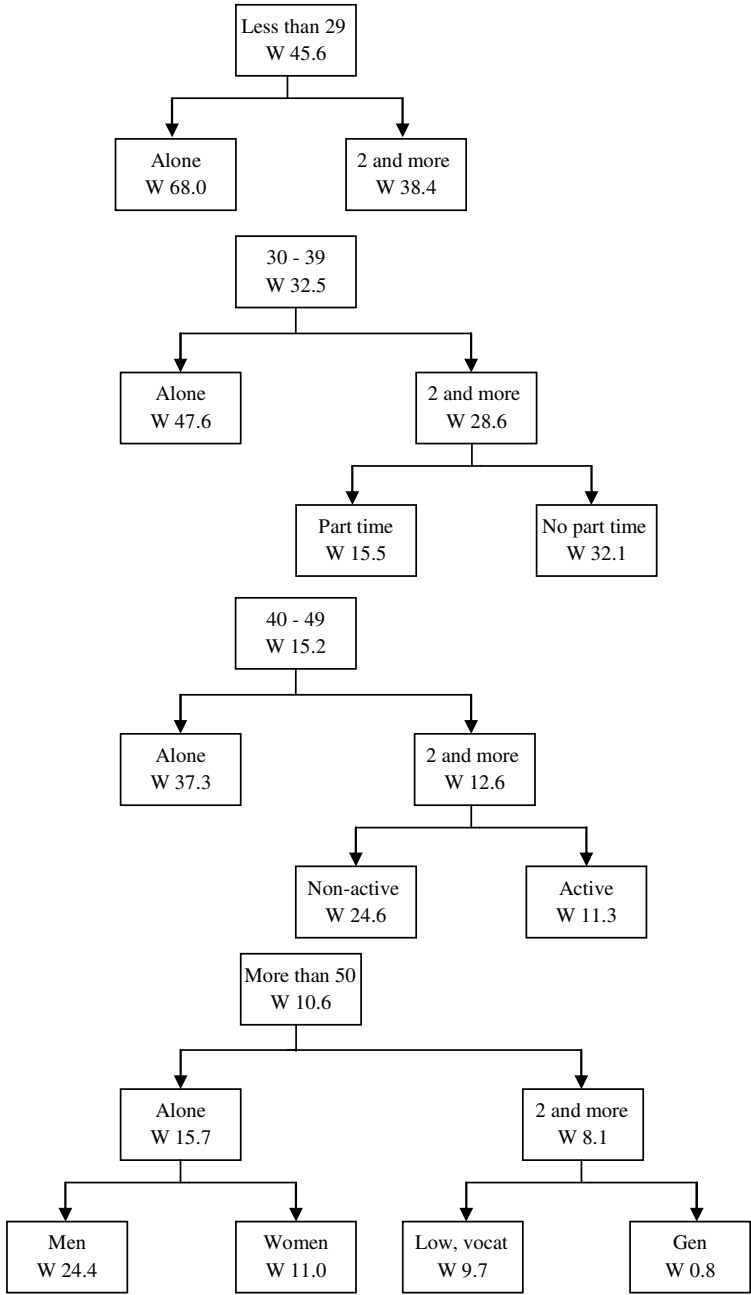 Less than 29
W 45.6
Alone
W 68.0
2 and more
W 38.4
30 - 39
W 32.5
Alone
W 47.6
2 and more
W 28.6
Part time
W 15.5
No part time
W 32.1
40 - 49
W 15.2
Alone
W 37.3
2 and more
W 12.6
Non-active
W 24.6
Active
W 11.3
More than 50
W 10.6
Alone
W 15.7
2 and more
W 8.1
Men
W 24.4
Women
W 11.0
Low, vocat
W 9.7
Gen
W 0.8